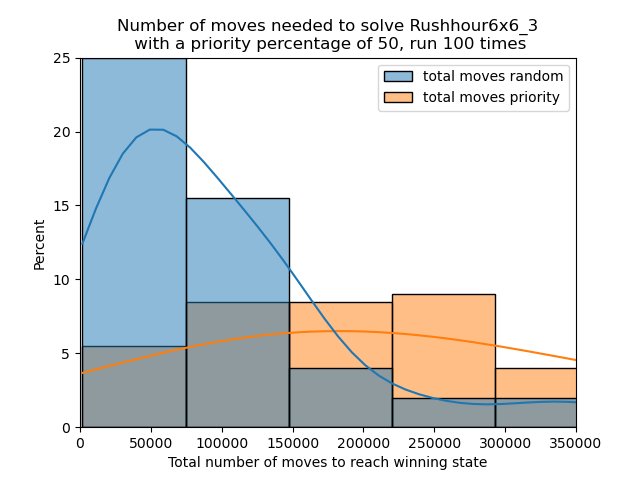 Number of moves needed to solve Rushhour6x6_3
with a priority percentage of 50, run 100 times
total moves random
total moves priority
Percent
25
20
15
10
5
0
0 50000 100000 150000 200000 250000 300000 350000
Total number of moves to reach winning state